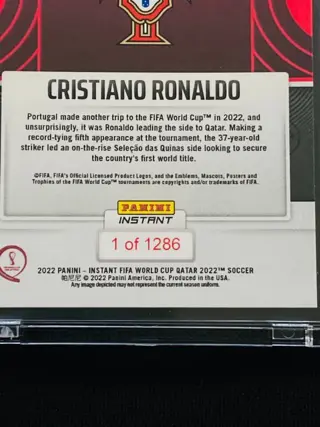 CRISTIANO RONALDO
Portugal made another trip to the FIFA World Cup™ in 2022, and
unsurprisingly, it was Ronaldo leading the side to Qatar. Making a
record-tying fifth appearance at the tournament, the 37-year-old
striker led an on-the-rise Seleção das Quinas side looking to secure
the country's first world title.
©FIFA, FIFA's Official Licensed Product Logos, and the Emblems, Mascots, Posters and
Trophies of the FIFA World Cup™ tournaments are copyrights and/or trademarks of FIFA.
PANINI
INSTANT
1 of 1286
2022 PANINI - INSTANT FIFA WORLD CUP QATAR 2022™ SOCCER
帕尼尼 © 2022 Panini America, Inc. Produced in the USA.
Any image depicted may not represent the current season uniform.